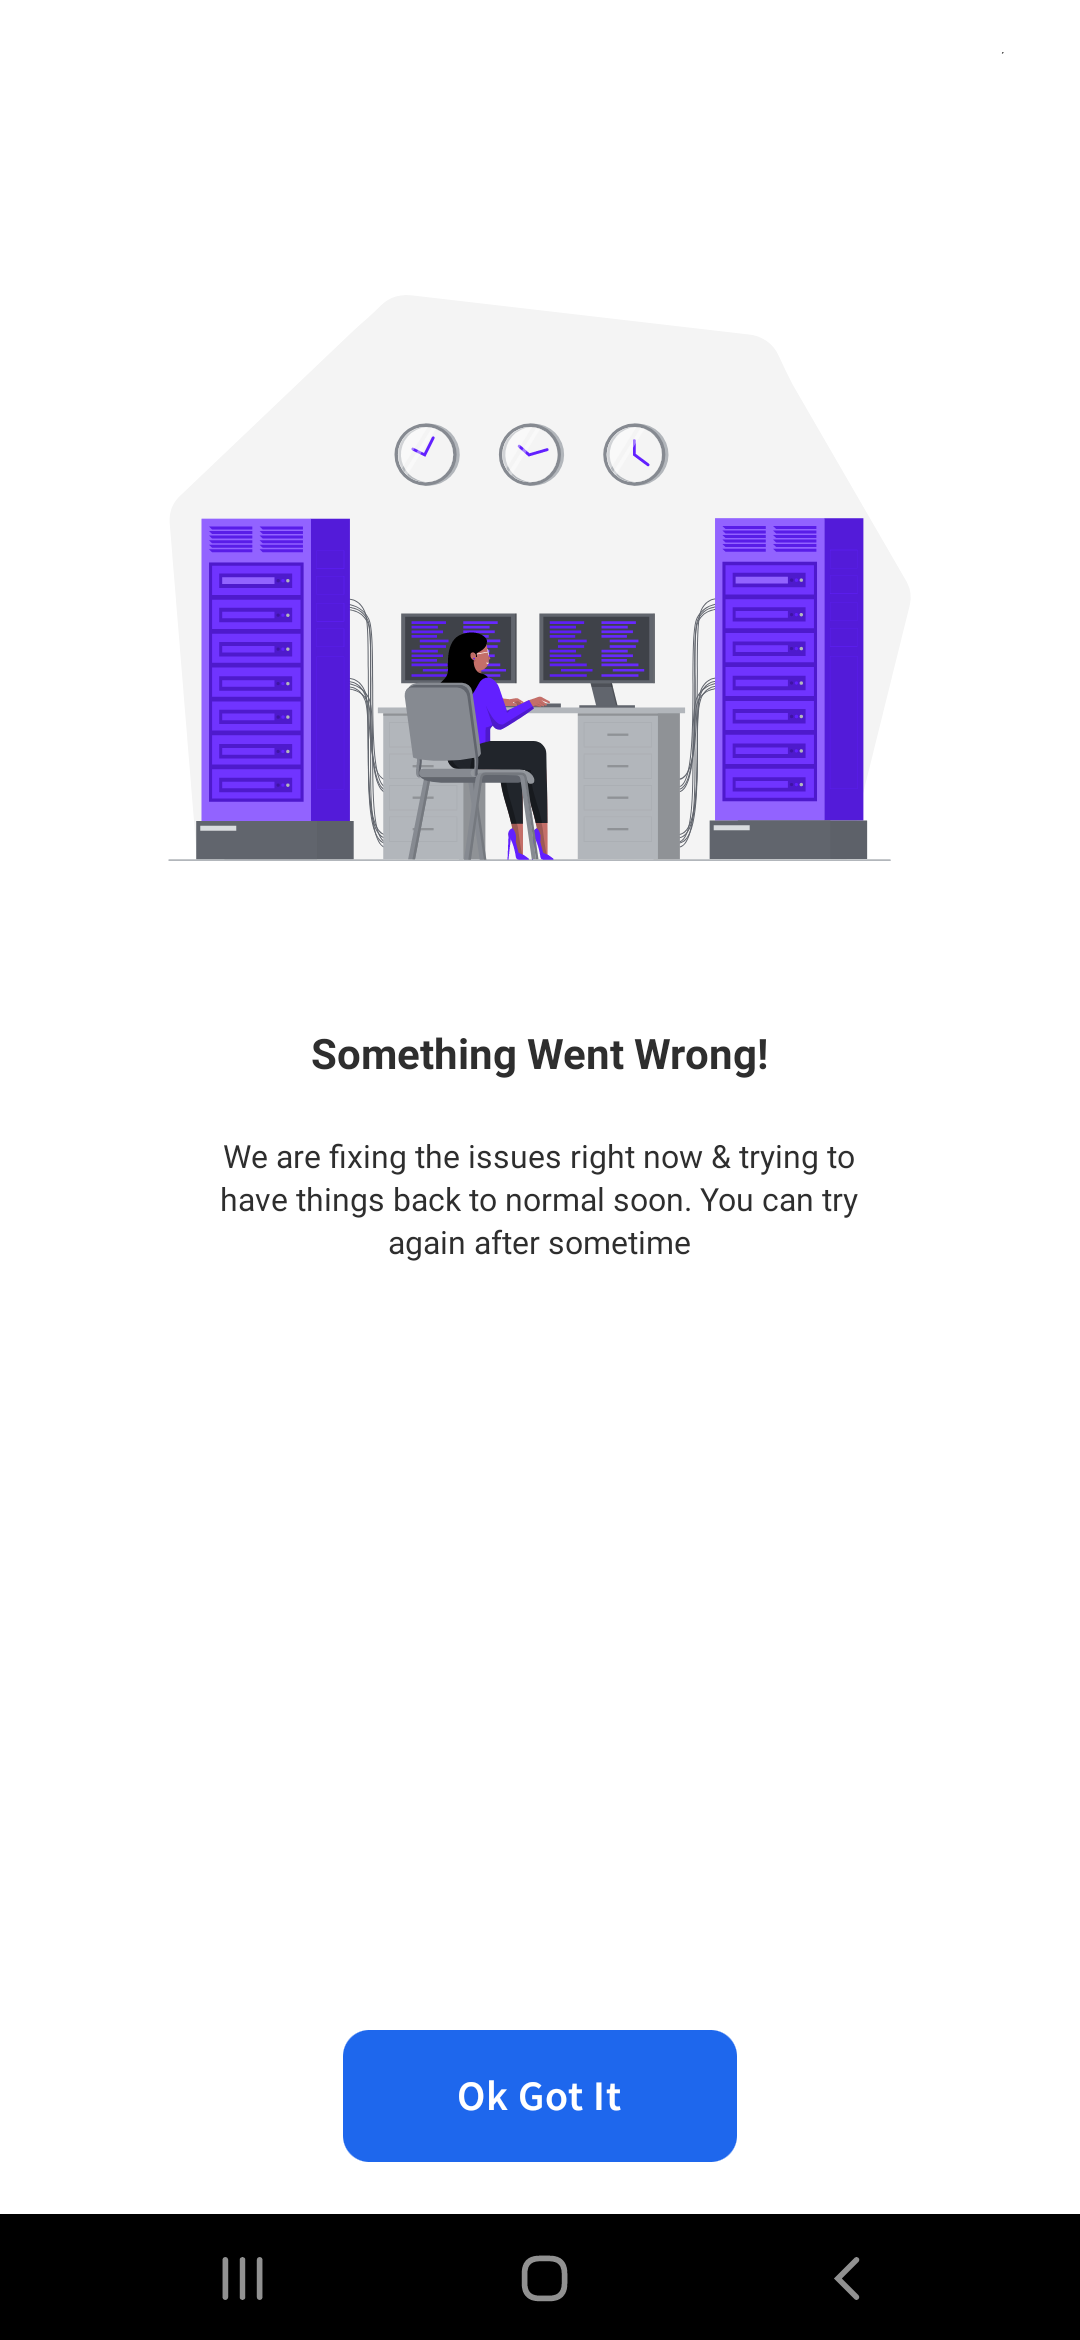 Something Went Wrong!
We are fixing the issues right now & trying to
have things back to normal soon. You can try
again after sometime
Ok Got It